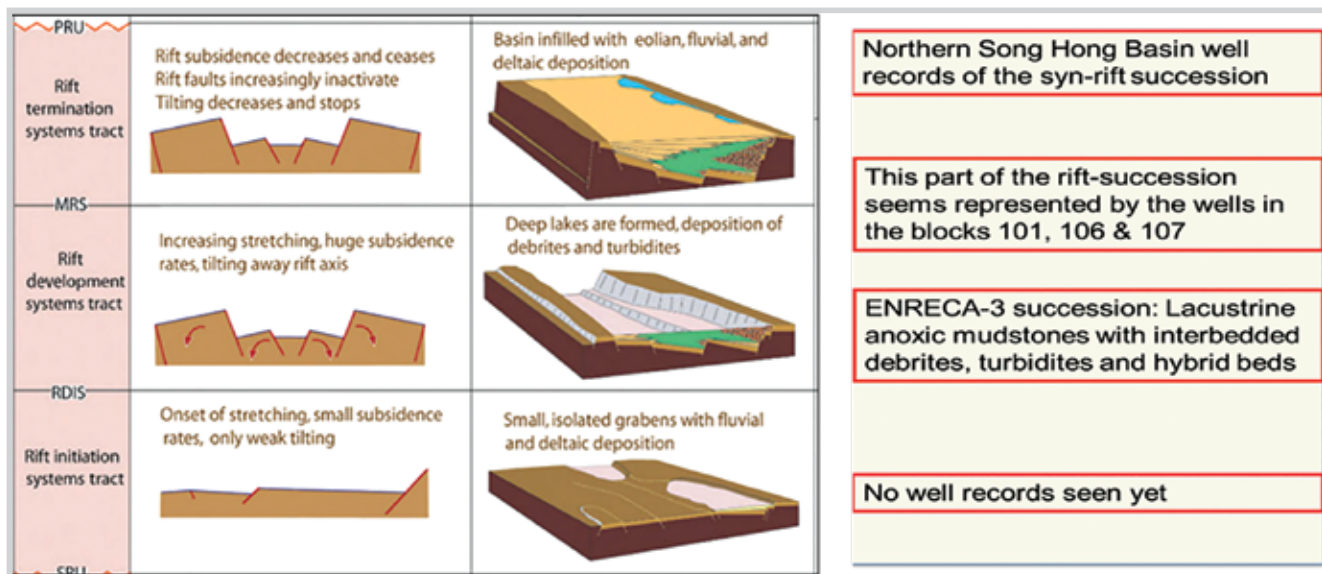 PRU
Rift
termination
systems tract
Rift subsidence decreases and ceases
Rift faults increasingly inactivate
Tilting decreases and stops
Basin infilled with eolian, fluvial, and
deltaic deposition
Northern Song Hong Basin well
records of the syn-rift succession
This part of the rift-succession
seems represented by the wells in
the blocks 101, 106 & 107
MRS
Rift
development
systems tract
Increasing stretching, huge subsidence
rates, tilting away rift axis
Deep lakes are formed, deposition of
debrites and turbidites
ENRECA-3 succession: Lacustrine
anoxic mudstones with interbedded
debrites, turbidites and hybrid beds
RDIS
Rift initiation
systems tract
Onset of stretching, small subsidence
rates, only weak tilting
Small, isolated grabens with fluvial
and deltaic deposition
No well records seen yet